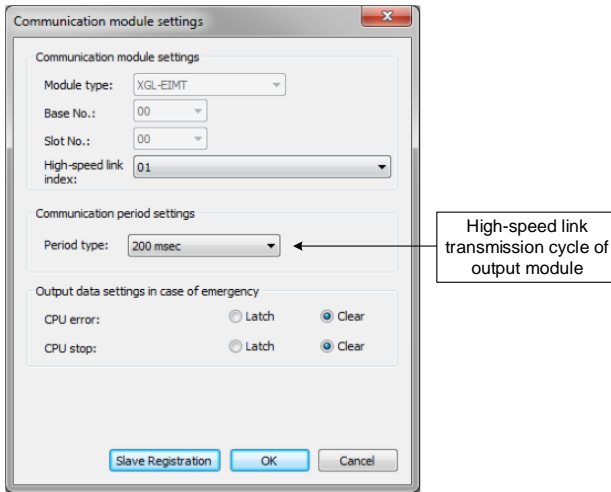 Communication module settings
Communication module settings
Module type: XGL-EIMT
Base No.: 00
Slot No.: 00
High-speed link
index: 01
Communication period settings
Period type: 200 msec
High-speed link
transmission cycle of
output module
Output data settings in case of emergency
CPU error: Latch Clear
CPU stop: Latch Clear
Slave Registration OK Cancel